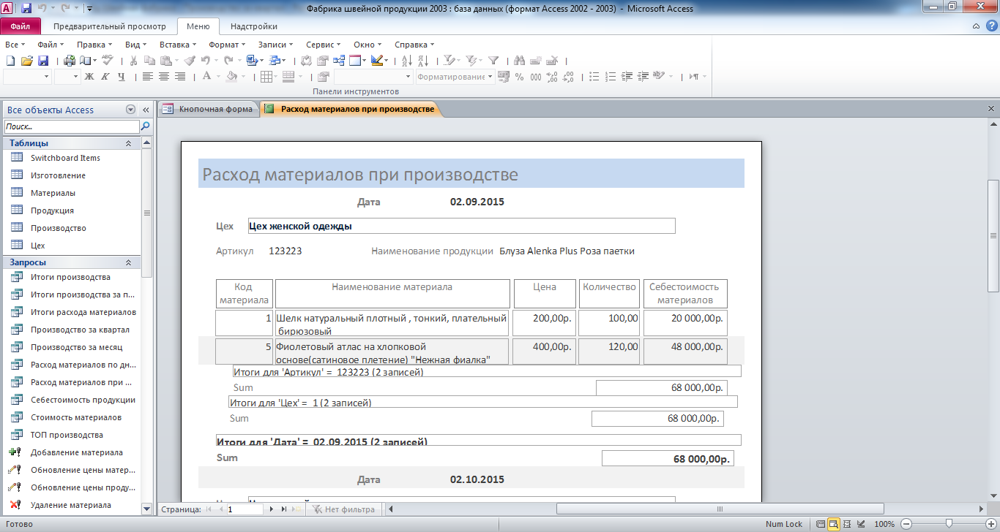 Фабрика швейной продукции 2003 : база данных (формат Access 2002 - 2003) - Microsoft Access
Файл Предварительный просмотр Меню Надстройки
Все Файл Правка Вид Вставка Формат Записи Сервис Окно Справка
Ж К Ч А Форматирование % 000
Панели инструментов
Все объекты Access
Кнопочная форма Расход материалов при производстве
Поиск...
Таблицы
Switchboard Items
Изготовление
Материалы
Продукция
Производство
Цех
Запросы
Итоги производства
Итоги производства за п...
Итоги расхода материалов
Производство за квартал
Производство за месяц
Расход материалов по дн...
Расход материалов при ...
Себестоимость продукции
Стоимость материалов
ТОП производства
Добавление материала
Обновление цены матер...
Обновление цены проду...
Удаление материала
Расход материалов при производстве
Дата 02.09.2015
Цех Цех женской одежды
Артикул 123223 Наименование продукции Блуза Alenka Plus Роза паетки
Код материала Наименование материала Цена Количество Себестоимость материалов
1 Шелк натуральный плотный , тонкий, плательный 200,00р. 100,00 20 000,00р.
бирюзовый
5 Фиолетовый атлас на хлопковой 400,00р. 120,00 48 000,00р.
основе(сатиновое плетение) "Нежная фиалка"
Итоги для 'Артикул' = 123223 (2 записей)
Sum 68 000,00р.
Итоги для 'Цех' = 1 (2 записей)
Sum 68 000,00р.
Итоги для 'Дата' = 02.09.2015 (2 записей)
Sum 68 000,00р.
Дата 02.10.2015
Страница: 1 Нет фильтра
Готово Num Lock 100%